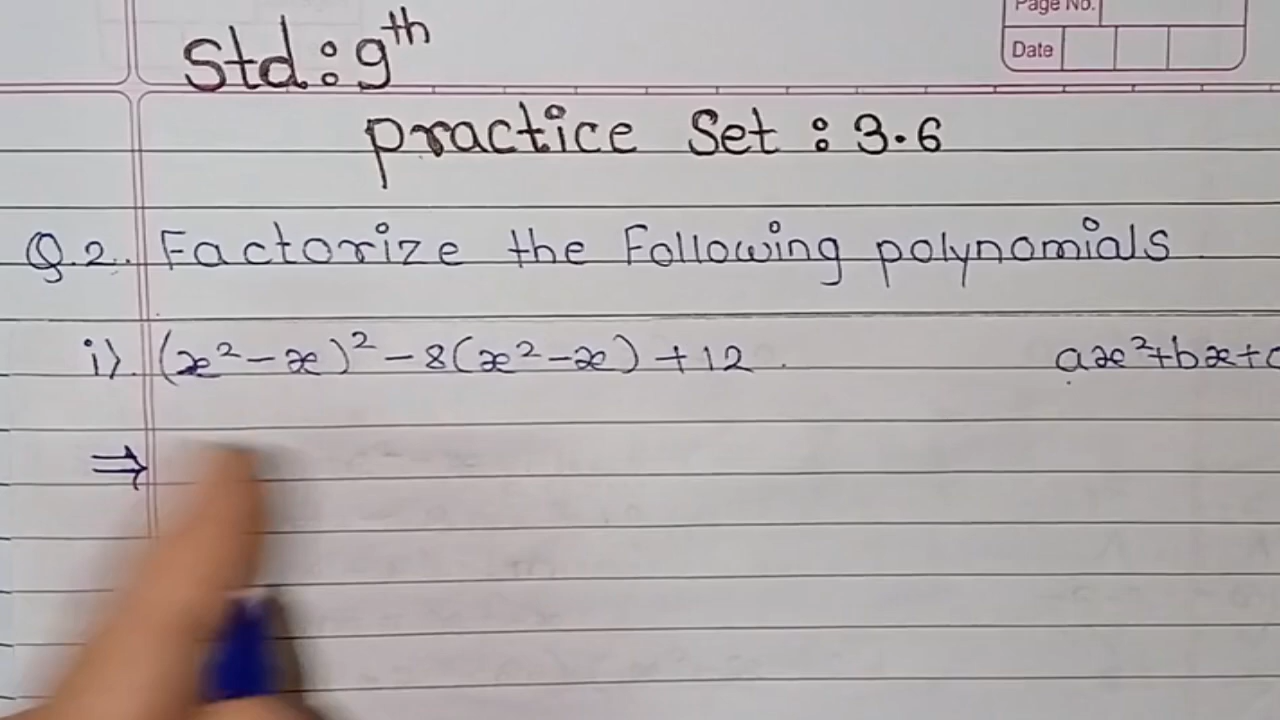 Page No.
Std : 9th
Date
practice Set : 3.6
Q.2. Factorize the Following polynomials
i). (x² - x)² - 8(x² - x) + 12.
ax² + bx + c
⇒